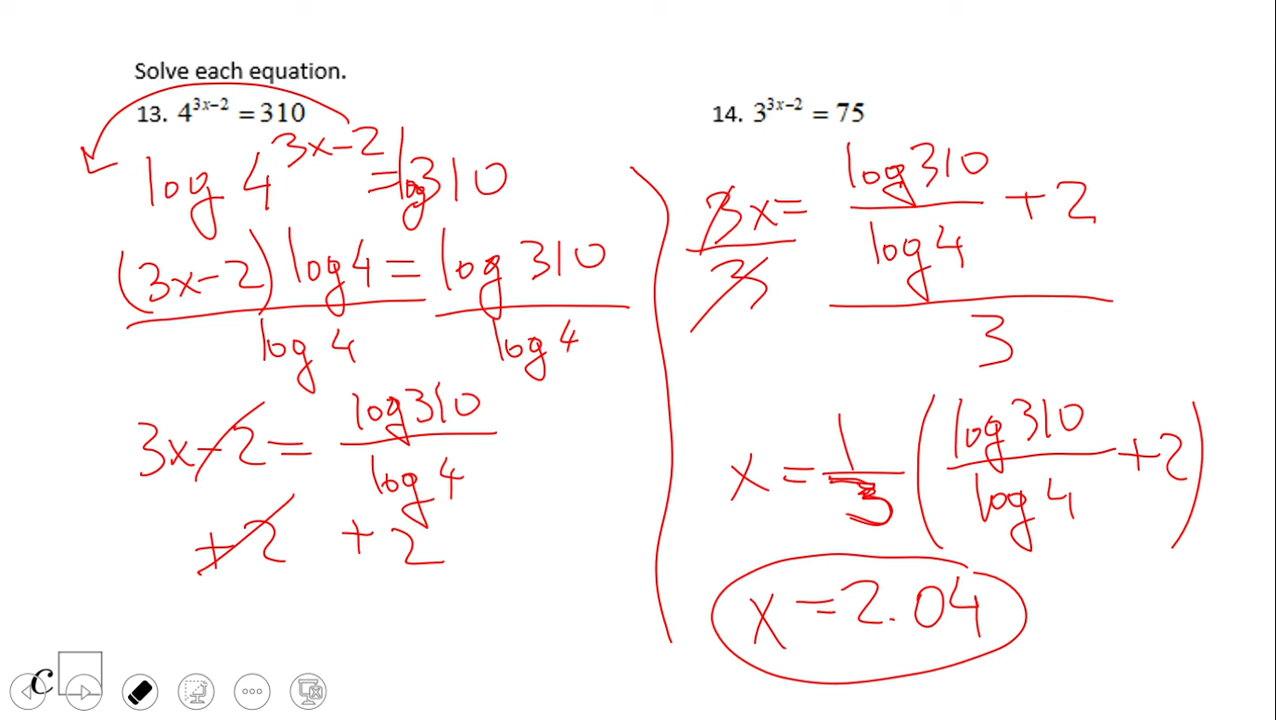 Solve each equation.
13. 4^{3x-2} = 310
log 4^{3x-2} = log 310
(3x-2) log 4 / log 4 = log 310 / log 4
3x-2 = log 310 / log 4
+2 +2
14. 3^{3x-2} = 75
3x / 3 = (log 310 / log 4 + 2) / 3
x = 1/3 (log 310 / log 4 + 2)
x = 2.04
c